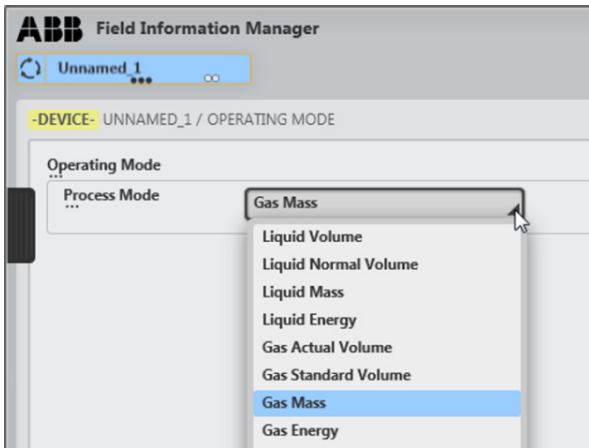 ABB Field Information Manager
Unnamed_1
-DEVICE- UNNAMED_1 / OPERATING MODE
Operating Mode
Process Mode Gas Mass
Liquid Volume
Liquid Normal Volume
Liquid Mass
Liquid Energy
Gas Actual Volume
Gas Standard Volume
Gas Mass
Gas Energy